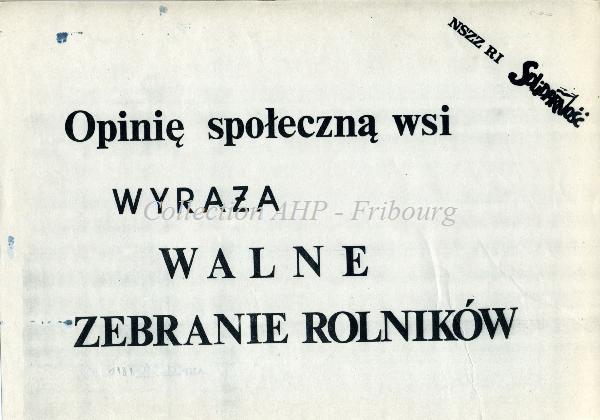 NSZZ RI
Solidarność
Opinię społeczną wsi
WYRAŻA
Collection AHP - Fribourg
WALNE
ZEBRANIE ROLNIKÓW